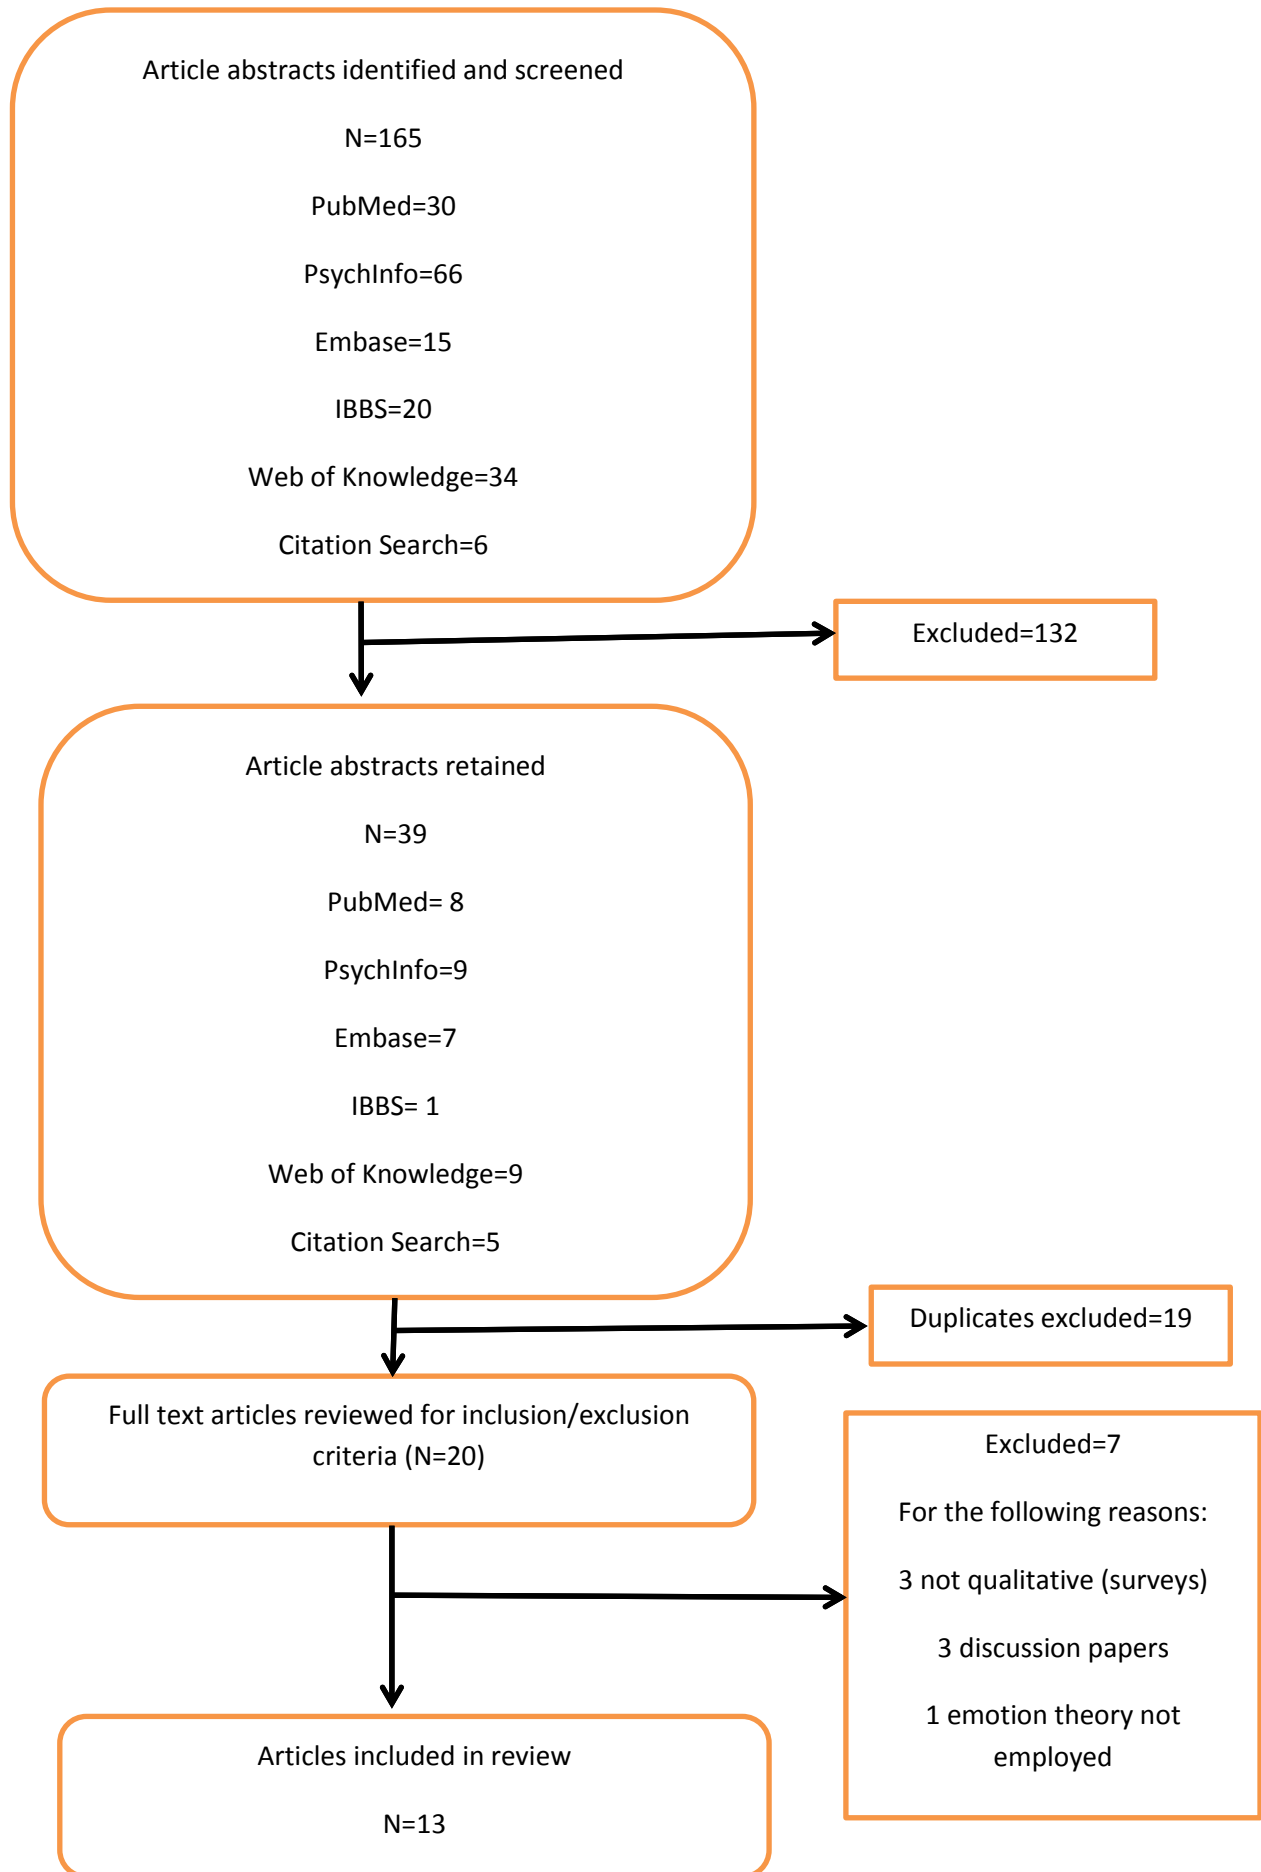 Article abstracts identified and screened
N=165
PubMed=30
PsychInfo=66
Embase=15
IBBS=20
Web of Knowledge=34
Citation Search=6
Excluded=132
Article abstracts retained
N=39
PubMed= 8
PsychInfo=9
Embase=7
IBBS= 1
Web of Knowledge=9
Citation Search=5
Duplicates excluded=19
Full text articles reviewed for inclusion/exclusion
criteria (N=20)
Excluded=7
For the following reasons:
3 not qualitative (surveys)
3 discussion papers
1 emotion theory not
employed
Articles included in review
N=13